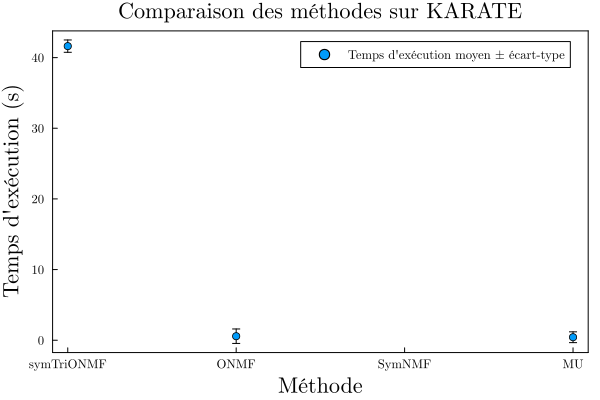 Comparaison des méthodes sur KARATE
Temps d'exécution moyen ± écart-type
Temps d'exécution (s)
40
30
20
10
0
symTriONMF ONMF SymNMF MU
Méthode